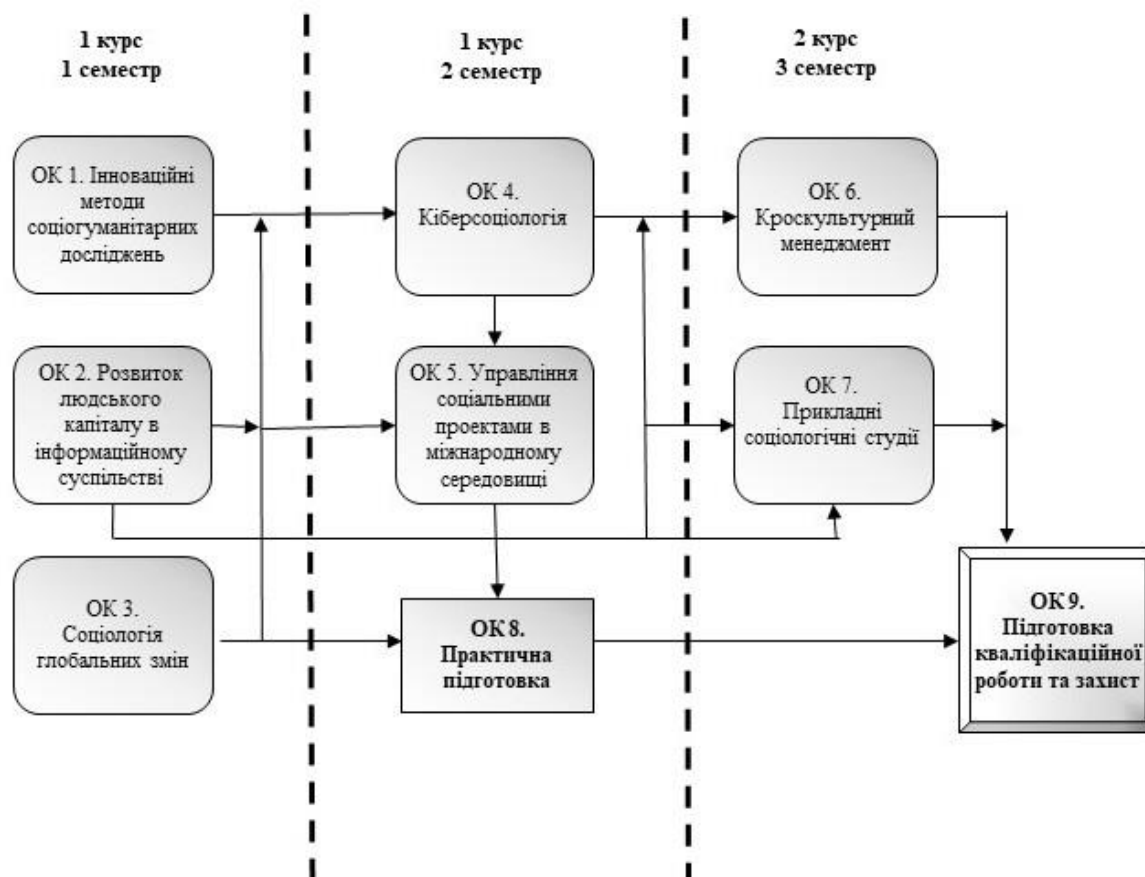 1 курс
1 семестр
1 курс
2 семестр
2 курс
3 семестр
ОК 1. Інноваційні
методи
соціогуманітарних
досліджень
ОК 4.
Кіберсоціологія
ОК 6.
Кроскультурний
менеджмент
ОК 2. Розвиток
людського
капіталу в
інформаційному
суспільстві
ОК 5. Управління
соціальними
проектами в
міжнародному
середовищі
ОК 7.
Прикладні
соціологічні студії
ОК 3.
Соціологія
глобальних змін
ОК 8.
Практична
підготовка
ОК 9.
Підготовка
кваліфікаційної
роботи та захист